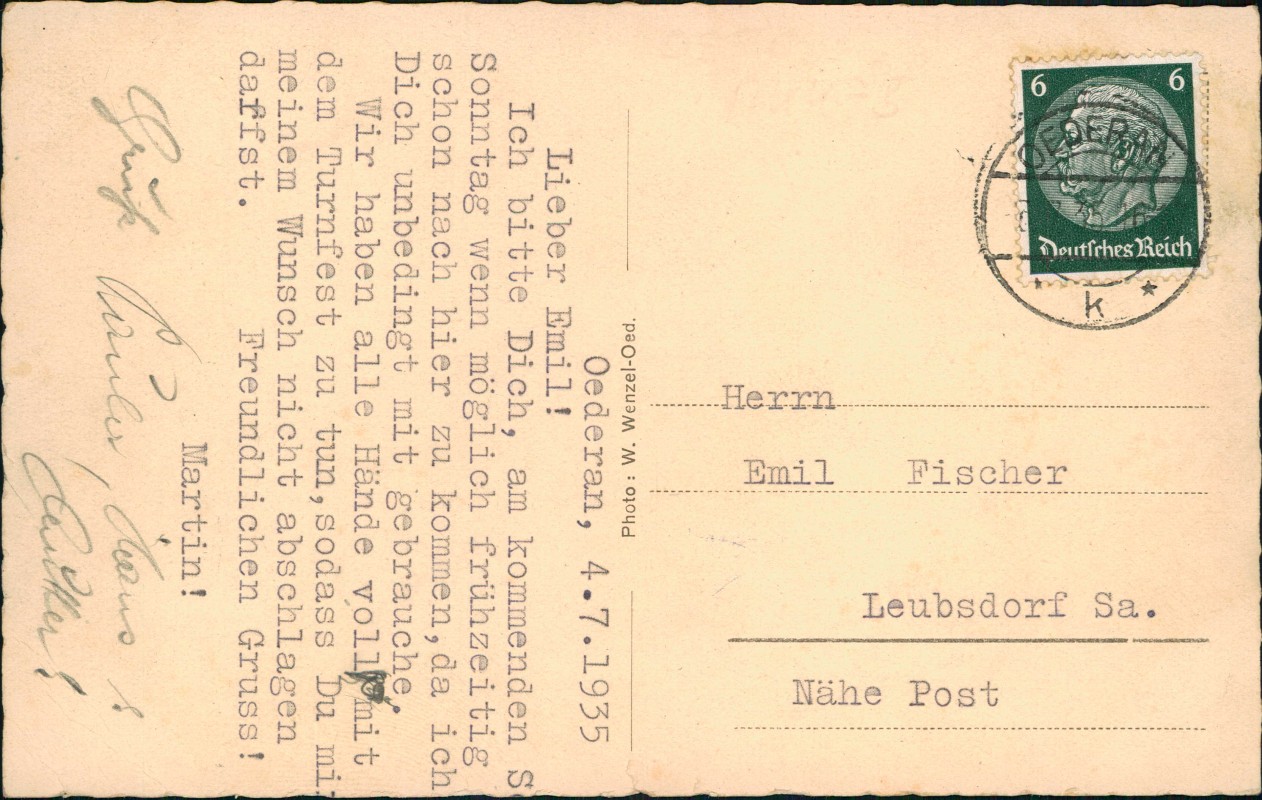 Oederan, 4.7.1935
Lieber Emil!
Ich bitte Dich, am kommenden S
Sonntag wenn möglich frühzeitig
schon nach hier zu kommen,da ich
Dich unbedingt mit gebrauche.
Wir haben alle Hände voll mit
dem Turnfest zu tun,sodass Du mi
meinem Wunsch nicht abschlagen
darfst. Freundlichen Gruss!
Martin!
Photo: W. Wenzel-Oed.
6 6
Deutsches Reich
OEDERAN
k
Herrn
Emil Fischer
Leubsdorf Sa.
Nähe Post